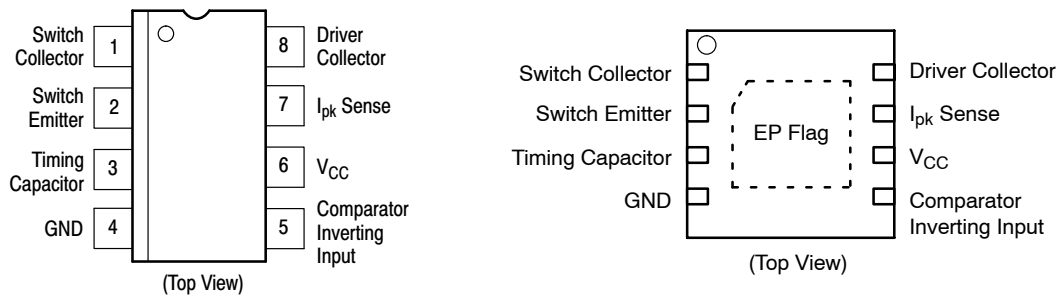 Switch
Collector
1
Switch
Emitter
2
Timing
Capacitor
3
GND
4
8
Driver
Collector
7
Ipk Sense
6
VCC
5
Comparator
Inverting
Input
(Top View)
Switch Collector
Switch Emitter
Timing Capacitor
GND
EP Flag
Driver Collector
Ipk Sense
VCC
Comparator
Inverting Input
(Top View)